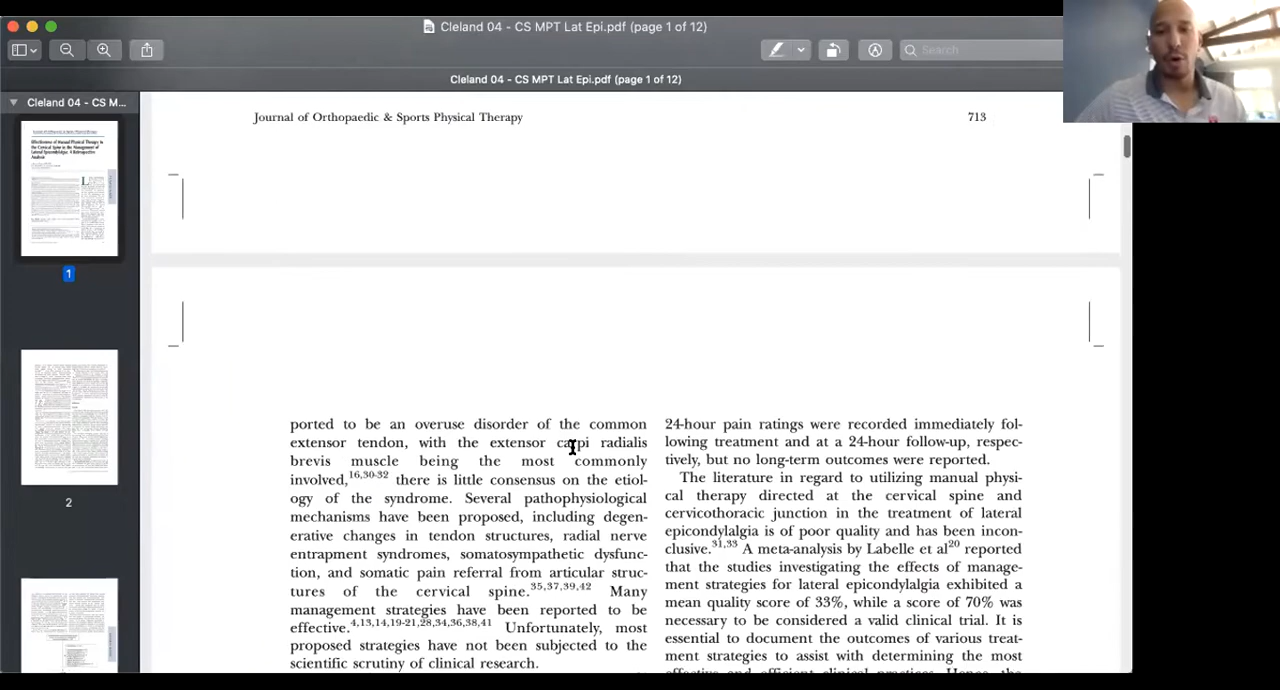 Cleland 04 - CS MPT Lat Epi.pdf (page 1 of 12)
Search
Cleland 04 - CS MPT Lat Epi.pdf (page 1 of 12)
Cleland 04 - CS M...
1
2
Journal of Orthopaedic & Sports Physical Therapy
713
ported to be an overuse disorder of the common
extensor tendon, with the extensor carpi radialis
brevis muscle being the most commonly
involved,16,30-32 there is little consensus on the etiol-
ogy of the syndrome. Several pathophysiological
mechanisms have been proposed, including degen-
erative changes in tendon structures, radial nerve
entrapment syndromes, somatosympathetic dysfunc-
tion, and somatic pain referral from articular struc-
tures of the cervical spine.35,37,39,42 Many
management strategies have been reported to be
effective.4,13,14,19-21,28,34,36,38,41 Unfortunately, most
proposed strategies have not been subjected to the
scientific scrutiny of clinical research.
24-hour pain ratings were recorded immediately fol-
lowing treatment and at a 24-hour follow-up, respec-
tively, but no long-term outcomes were reported.
The literature in regard to utilizing manual physi-
cal therapy directed at the cervical spine and
cervicothoracic junction in the treatment of lateral
epicondylalgia is of poor quality and has been incon-
clusive.31,33 A meta-analysis by Labelle et al20 reported
that the studies investigating the effects of manage-
ment strategies for lateral epicondylalgia exhibited a
mean quality score of 33%, while a score of 70% was
necessary to be considered a valid clinical trial. It is
essential to document the outcomes of various treat-
ment strategies to assist with determining the most
effective and efficient clinical practices. Hence, the